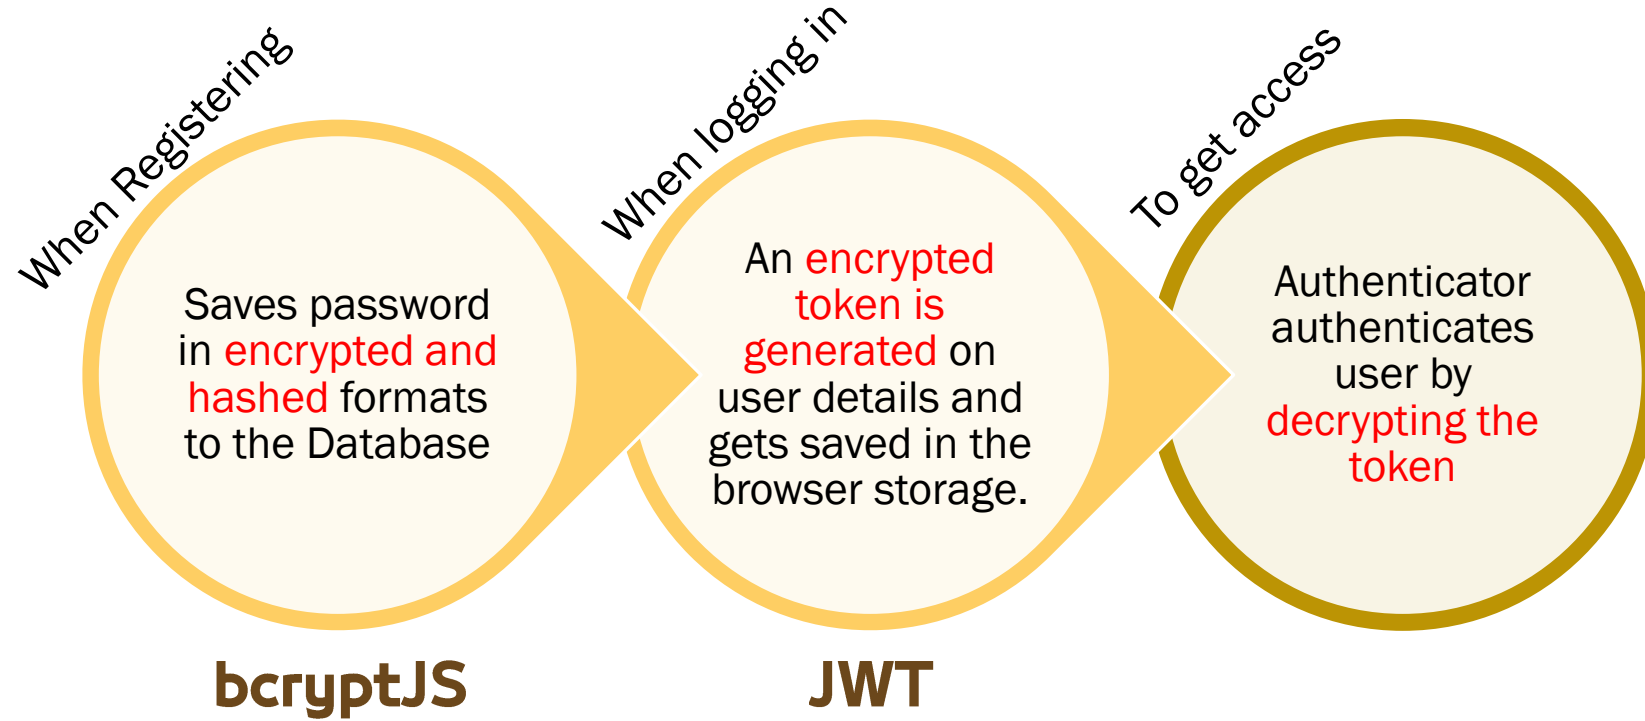 When Registering
Saves password
in encrypted and
hashed formats
to the Database
bcryptJS
When logging in
An encrypted
token is
generated on
user details and
gets saved in the
browser storage.
JWT
To get access
Authenticator
authenticates
user by
decrypting the
token